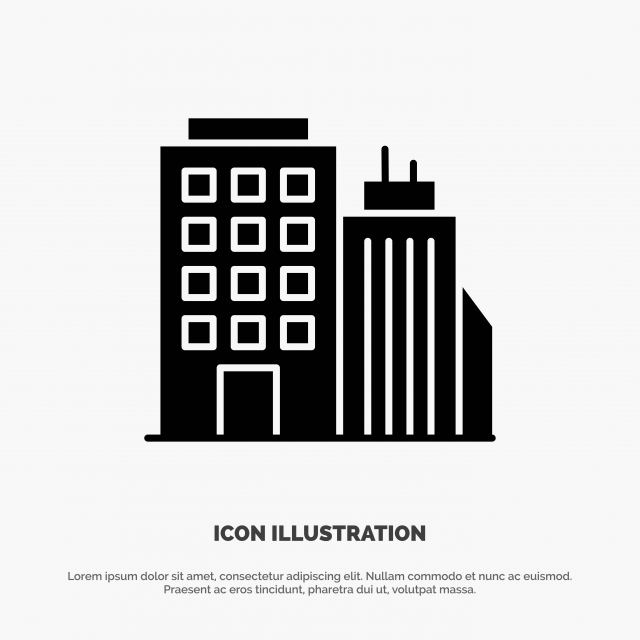 ICON ILLUSTRATION
Lorem ipsum dolor sit amet, consectetur adipiscing elit. Nullam commodo et nunc ac euismod.
Praesent ac eros tincidunt, pharetra dui ut, volutpat massa.